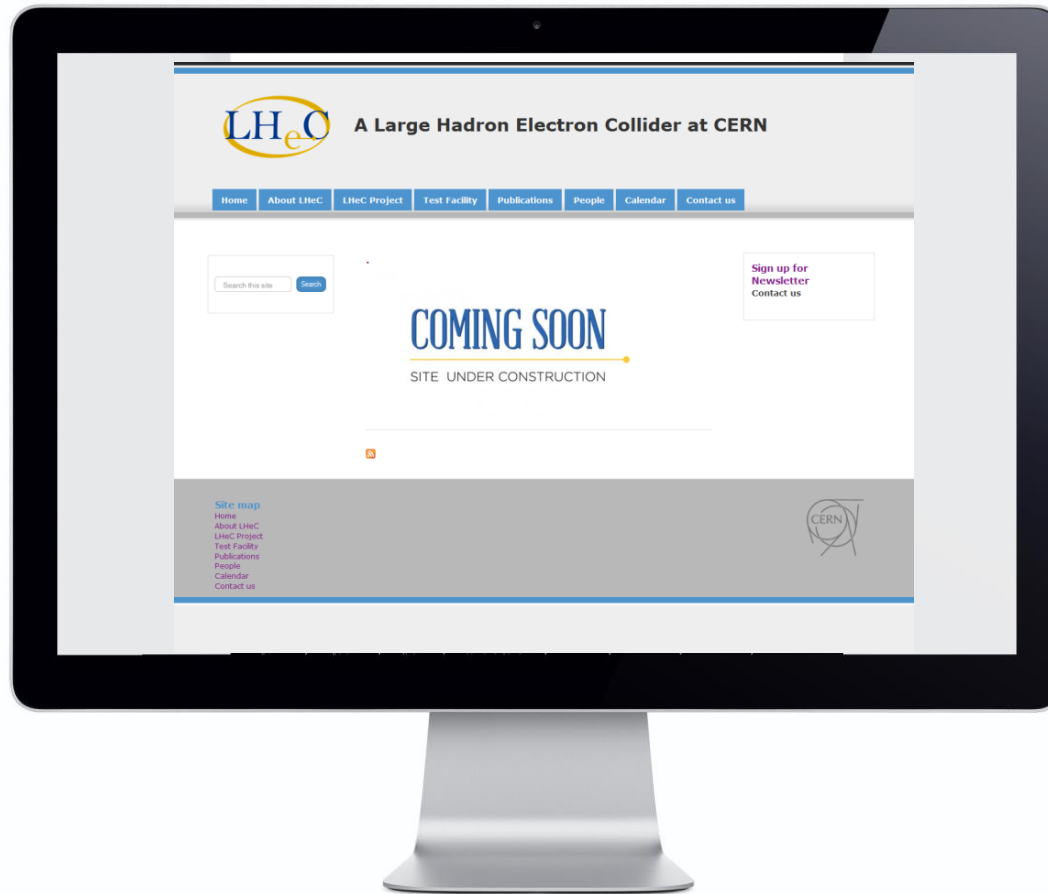 LHeC
A Large Hadron Electron Collider at CERN
Home
About LHeC
LHeC Project
Test Facility
Publications
People
Calendar
Contact us
Search this site
Search
COMING SOON
SITE UNDER CONSTRUCTION
Sign up for
Newsletter
Contact us
Site map
Home
About LHeC
LHeC Project
Test Facility
Publications
People
Calendar
Contact us
CERN